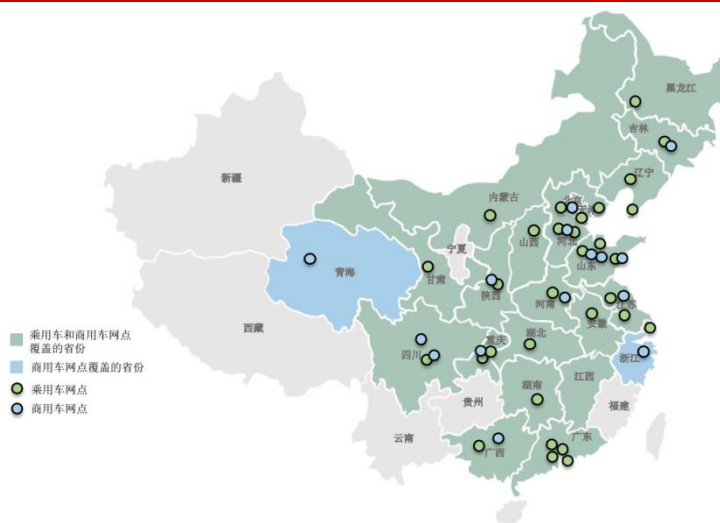 黑龙江
吉林
辽宁
新疆
内蒙古
北京
宁夏
山西
河北
青海
甘肃
山东
陕西
西藏
河南
江苏
安徽
乘用车和商用车网点
覆盖的省份
商用车网点覆盖的省份
乘用车网点
商用车网点
湖北
重庆
四川
浙江
江西
湖南
贵州
福建
云南
广东
广西